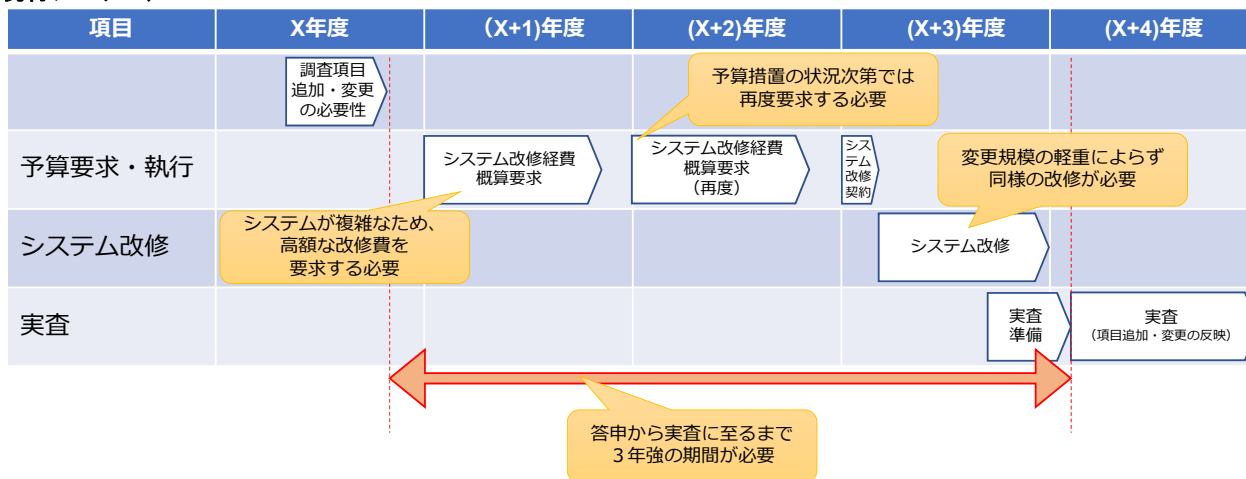 項目
X年度
(X+1)年度
(X+2)年度
(X+3)年度
(X+4)年度
調査項目
追加・変更
の必要性
予算措置の状況次第では
再度要求する必要
予算要求・執行
システム改修経費
概算要求
システム改修経費
概算要求
（再度）
シス
テム
改修
契約
変更規模の軽重によらず
同様の改修が必要
システムが複雑なため、
高額な改修費を
要求する必要
システム改修
システム改修
実査
実査
準備
実査
（項目追加・変更の反映）
答申から実査に至るまで
３年強の期間が必要